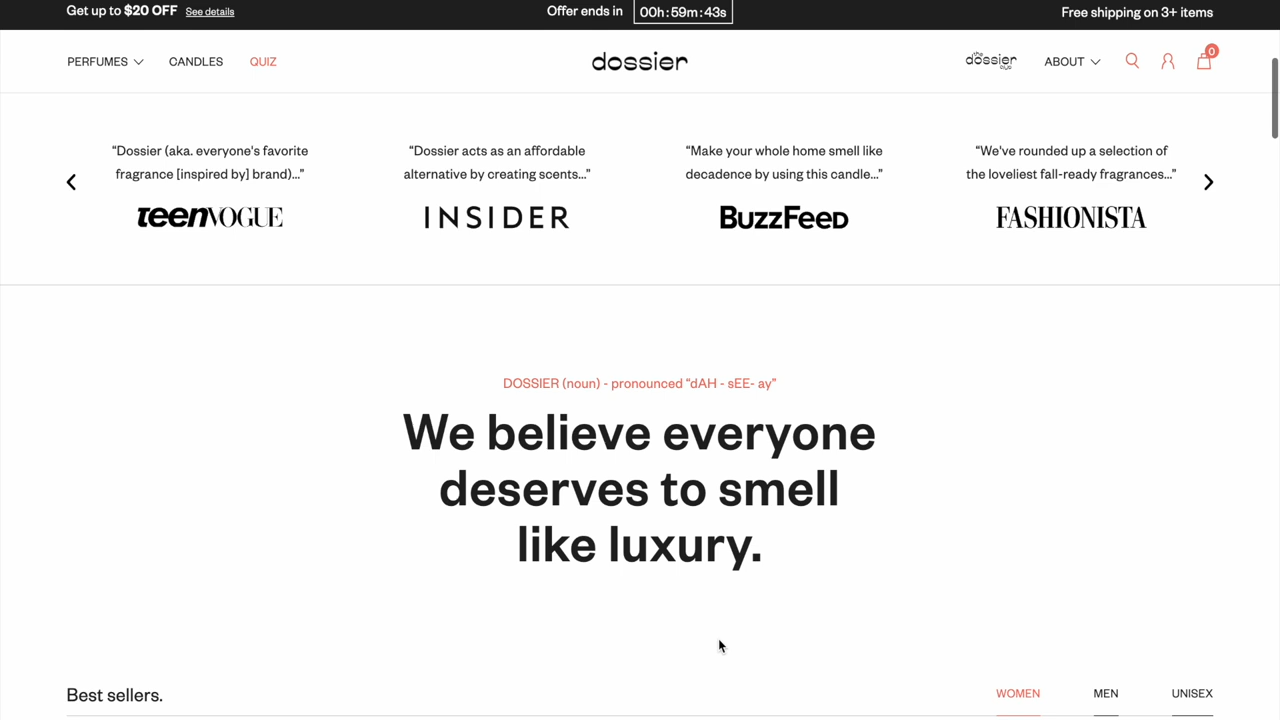 Get up to $20 OFF See details
Offer ends in 00h:59m:43s
Free shipping on 3+ items
PERFUMES CANDLES QUIZ
dossier
the dossier club
ABOUT
0
“Dossier (aka. everyone's favorite
fragrance [inspired by] brand)...”
teenVOGUE
“Dossier acts as an affordable
alternative by creating scents...”
INSIDER
“Make your whole home smell like
decadence by using this candle...”
BuzzFeeD
“We've rounded up a selection of
the loveliest fall-ready fragrances...”
FASHIONISTA
DOSSIER (noun) - pronounced “dAH - sEE- ay”
We believe everyone
deserves to smell
like luxury.
Best sellers.
WOMEN MEN UNISEX